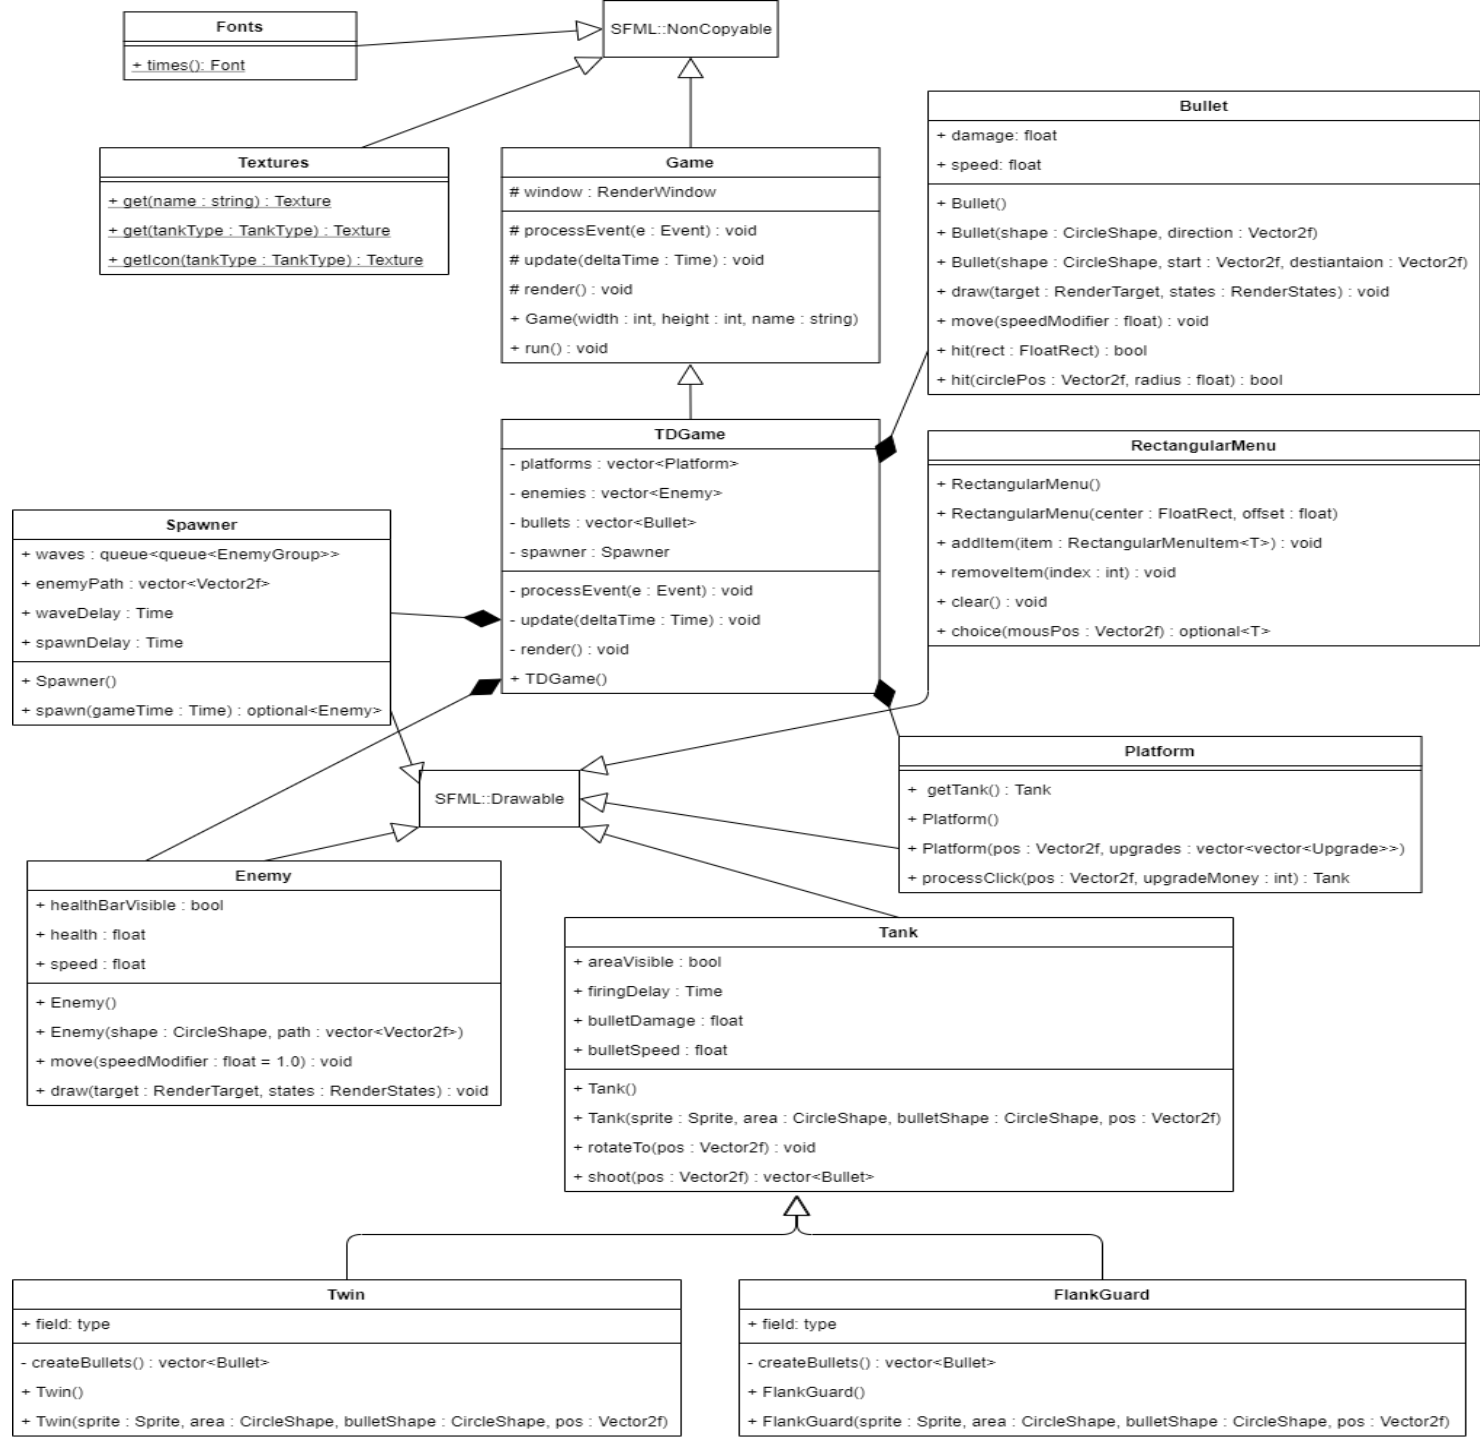 Fonts
+ times(): Font
SFML::NonCopyable
Textures
+ get(name : string) : Texture
+ get(tankType : TankType) : Texture
+ getIcon(tankType : TankType) : Texture
Game
# window : RenderWindow
# processEvent(e : Event) : void
# update(deltaTime : Time) : void
# render() : void
+ Game(width : int, height : int, name : string)
+ run() : void
Bullet
+ damage: float
+ speed: float
+ Bullet()
+ Bullet(shape : CircleShape, direction : Vector2f)
+ Bullet(shape : CircleShape, start : Vector2f, destiantaion : Vector2f)
+ draw(target : RenderTarget, states : RenderStates) : void
+ move(speedModifier : float) : void
+ hit(rect : FloatRect) : bool
+ hit(circlePos : Vector2f, radius : float) : bool
TDGame
- platforms : vector<Platform>
- enemies : vector<Enemy>
- bullets : vector<Bullet>
- spawner : Spawner
- processEvent(e : Event) : void
- update(deltaTime : Time) : void
- render() : void
+ TDGame()
RectangularMenu
+ RectangularMenu()
+ RectangularMenu(center : FloatRect, offset : float)
+ addItem(item : RectangularMenuItem<T>) : void
+ removeItem(index : int) : void
+ clear() : void
+ choice(mousPos : Vector2f) : optional<T>
Spawner
+ waves : queue<queue<EnemyGroup>>
+ enemyPath : vector<Vector2f>
+ waveDelay : Time
+ spawnDelay : Time
+ Spawner()
+ spawn(gameTime : Time) : optional<Enemy>
SFML::Drawable
Platform
+ getTank() : Tank
+ Platform()
+ Platform(pos : Vector2f, upgrades : vector<vector<Upgrade>>)
+ processClick(pos : Vector2f, upgradeMoney : int) : Tank
Enemy
+ healthBarVisible : bool
+ health : float
+ speed : float
+ Enemy()
+ Enemy(shape : CircleShape, path : vector<Vector2f>)
+ move(speedModifier : float = 1.0) : void
+ draw(target : RenderTarget, states : RenderStates) : void
Tank
+ areaVisible : bool
+ firingDelay : Time
+ bulletDamage : float
+ bulletSpeed : float
+ Tank()
+ Tank(sprite : Sprite, area : CircleShape, bulletShape : CircleShape, pos : Vector2f)
+ rotateTo(pos : Vector2f) : void
+ shoot(pos : Vector2f) : vector<Bullet>
Twin
+ field: type
- createBullets() : vector<Bullet>
+ Twin()
+ Twin(sprite : Sprite, area : CircleShape, bulletShape : CircleShape, pos : Vector2f)
FlankGuard
+ field: type
- createBullets() : vector<Bullet>
+ FlankGuard()
+ FlankGuard(sprite : Sprite, area : CircleShape, bulletShape : CircleShape, pos : Vector2f)